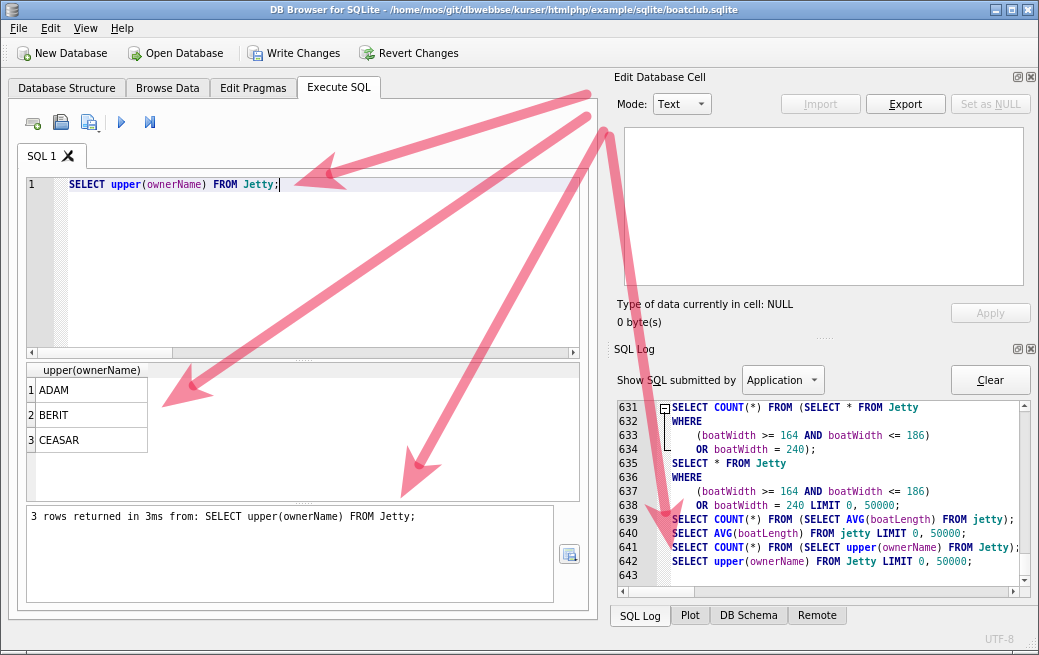 DB Browser for SQLite - /home/mos/git/dbwebbse/kurser/htmlphp/example/sqlite/boatclub.sqlite
File Edit View Help
New Database Open Database Write Changes Revert Changes
Database Structure Browse Data Edit Pragmas Execute SQL
SQL 1
1 SELECT upper(ownerName) FROM Jetty;
upper(ownerName)
1 ADAM
2 BERIT
3 CEASAR
3 rows returned in 3ms from: SELECT upper(ownerName) FROM Jetty;
Edit Database Cell
Mode: Text Import Export Set as NULL
Type of data currently in cell: NULL
0 byte(s)
Apply
SQL Log
Show SQL submitted by Application Clear
631 SELECT COUNT(*) FROM (SELECT * FROM Jetty
632 WHERE
633 (boatWidth >= 164 AND boatWidth <= 186)
634 OR boatWidth = 240);
635 SELECT * FROM Jetty
636 WHERE
637 (boatWidth >= 164 AND boatWidth <= 186)
638 OR boatWidth = 240 LIMIT 0, 50000;
639 SELECT COUNT(*) FROM (SELECT AVG(boatLength) FROM jetty);
640 SELECT AVG(boatLength) FROM jetty LIMIT 0, 50000;
641 SELECT COUNT(*) FROM (SELECT upper(ownerName) FROM Jetty);
642 SELECT upper(ownerName) FROM Jetty LIMIT 0, 50000;
643
SQL Log Plot DB Schema Remote
UTF-8